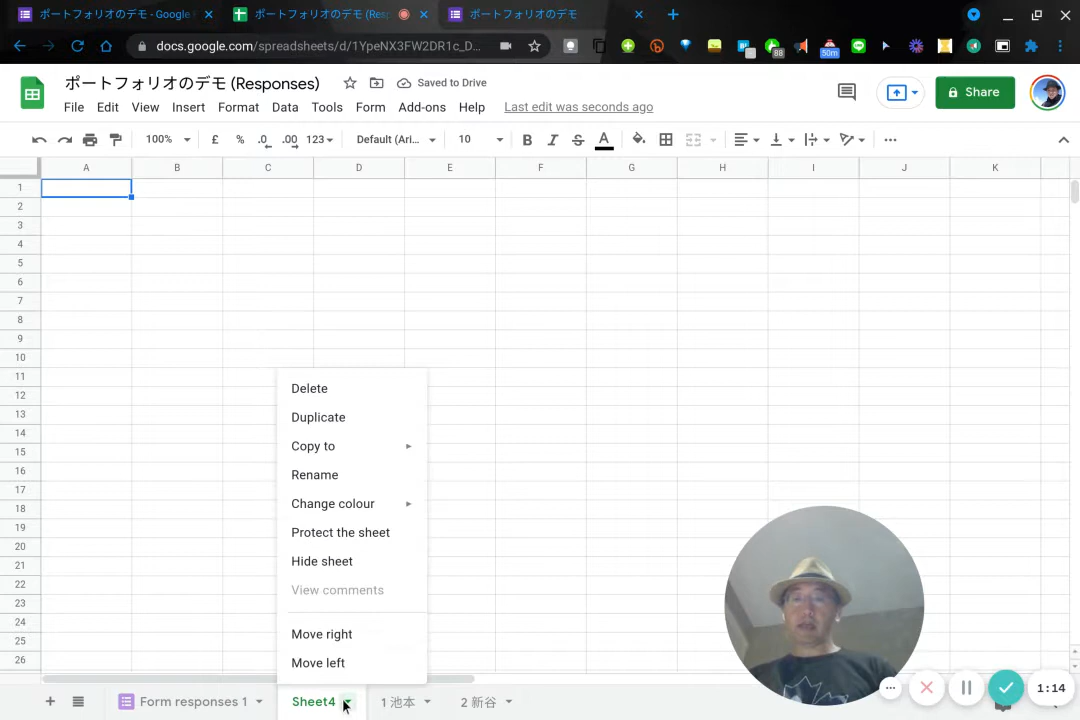 ポートフォリオのデモ - Google
ポートフォリオのデモ (Resp
ポートフォリオのデモ
docs.google.com/spreadsheets/d/1YpeNX3FW2DR1c_D...
88
50m
ポートフォリオのデモ (Responses)
Saved to Drive
File Edit View Insert Format Data Tools Form Add-ons Help Last edit was seconds ago
Share
100% £ % .0 .00 123 Default (Ari... 10 B I S A
A B C D E F G H I J K
1
2
3
4
5
6
7
8
9
10
11
12
13
14
15
16
17
18
19
20
21
22
23
24
25
26
Delete
Duplicate
Copy to
Rename
Change colour
Protect the sheet
Hide sheet
View comments
Move right
Move left
Form responses 1 Sheet4 1 池本 2 新谷
1:14